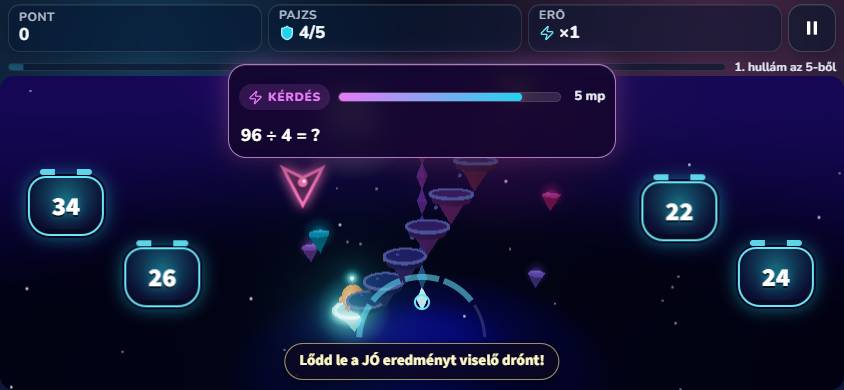 PONT
0
PAJZS
4/5
ERŐ
×1
1. hullám az 5-ből
KÉRDÉS
5 mp
96 ÷ 4 = ?
34
26
22
24
Lődd le a JÓ eredményt viselő drónt!